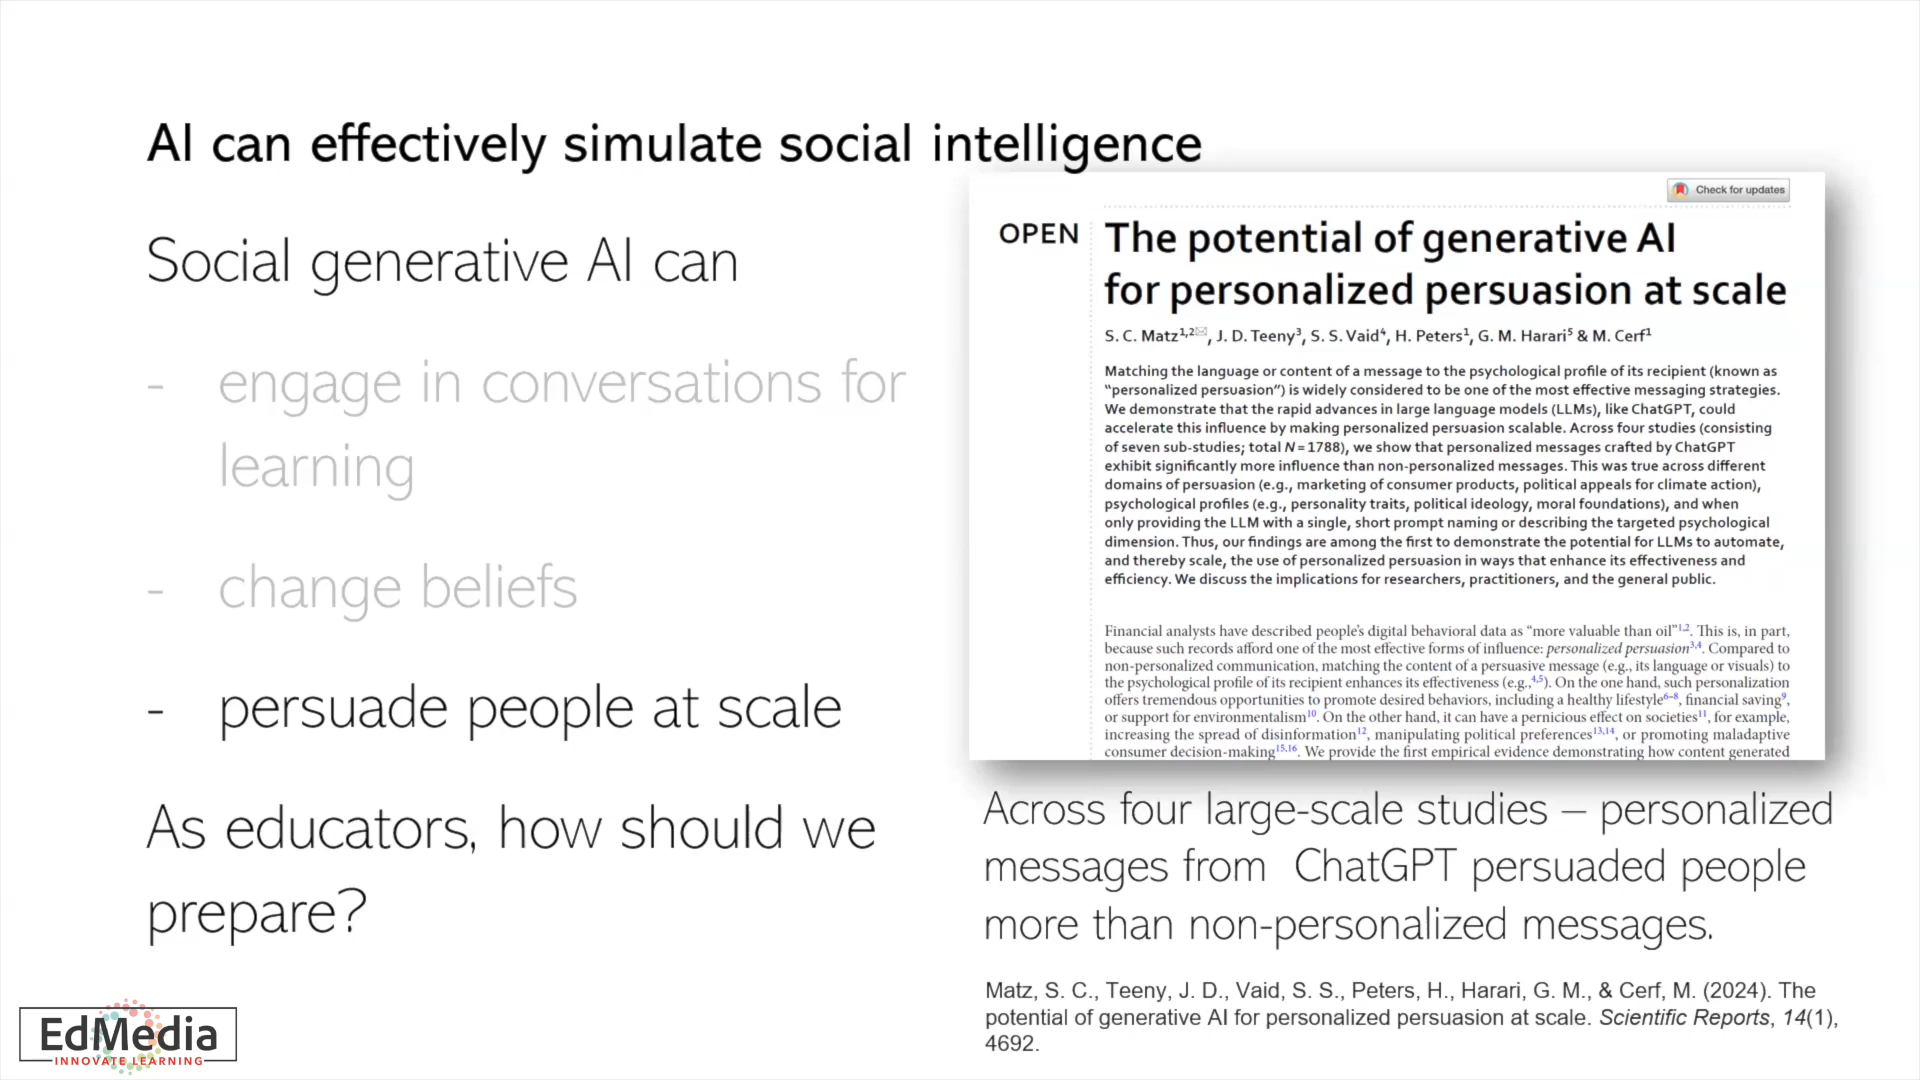 AI can effectively simulate social intelligence
Social generative AI can
- engage in conversations for
learning
- change beliefs
- persuade people at scale
As educators, how should we
prepare?
Check for updates
OPEN
The potential of generative AI
for personalized persuasion at scale
S. C. Matz1,2✉, J. D. Teeny3, S. S. Vaid4, H. Peters1, G. M. Harari5 & M. Cerf1
Matching the language or content of a message to the psychological profile of its recipient (known as
“personalized persuasion”) is widely considered to be one of the most effective messaging strategies.
We demonstrate that the rapid advances in large language models (LLMs), like ChatGPT, could
accelerate this influence by making personalized persuasion scalable. Across four studies (consisting
of seven sub-studies; total N = 1788), we show that personalized messages crafted by ChatGPT
exhibit significantly more influence than non-personalized messages. This was true across different
domains of persuasion (e.g., marketing of consumer products, political appeals for climate action),
psychological profiles (e.g., personality traits, political ideology, moral foundations), and when
only providing the LLM with a single, short prompt naming or describing the targeted psychological
dimension. Thus, our findings are among the first to demonstrate the potential for LLMs to automate,
and thereby scale, the use of personalized persuasion in ways that enhance its effectiveness and
efficiency. We discuss the implications for researchers, practitioners, and the general public.
Financial analysts have described people’s digital behavioral data as “more valuable than oil”1,2. This is, in part,
because such records afford one of the most effective forms of influence: personalized persuasion3,4. Compared to
non-personalized communication, matching the content of a persuasive message (e.g., its language or visuals) to
the psychological profile of its recipient enhances its effectiveness (e.g.,4,5). On the one hand, such personalization
offers tremendous opportunities to promote desired behaviors, including a healthy lifestyle6–8, financial saving9,
or support for environmentalism10. On the other hand, it can have a pernicious effect on societies11, for example,
increasing the spread of disinformation12, manipulating political preferences13,14, or promoting maladaptive
consumer decision-making15,16. We provide the first empirical evidence demonstrating how content generated
Across four large-scale studies – personalized
messages from ChatGPT persuaded people
more than non-personalized messages.
Matz, S. C., Teeny, J. D., Vaid, S. S., Peters, H., Harari, G. M., & Cerf, M. (2024). The
potential of generative AI for personalized persuasion at scale. Scientific Reports, 14(1),
4692.
EdMedia
INNOVATE LEARNING